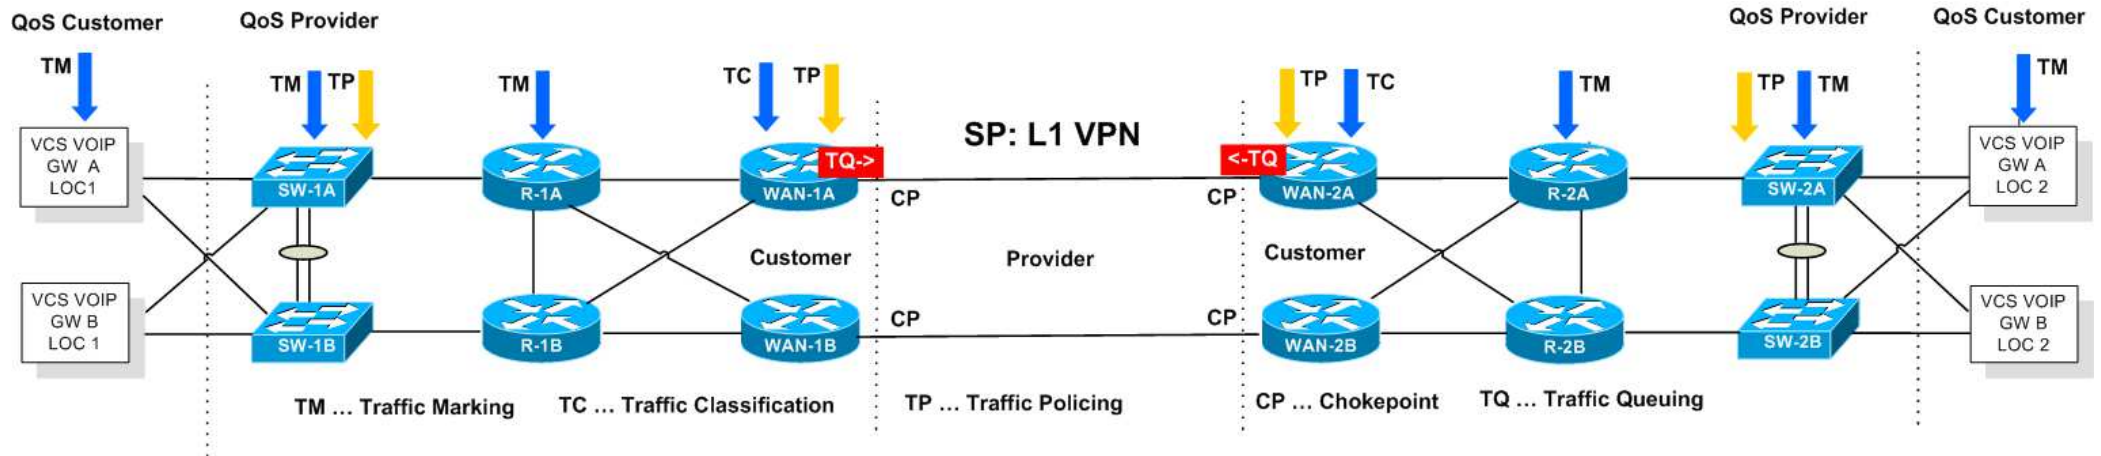 QoS Customer
QoS Provider
QoS Provider
QoS Customer
TM
TM
TP
TM
TC
TP
TP
TC
TM
TP
TM
TM
SP: L1 VPN
VCS VOIP
GW A
LOC1
SW-1A
R-1A
TQ->
WAN-1A
CP
CP
<-TQ
WAN-2A
R-2A
SW-2A
VCS VOIP
GW A
LOC 2
Customer
Provider
Customer
VCS VOIP
GW B
LOC 1
SW-1B
R-1B
WAN-1B
CP
CP
WAN-2B
R-2B
SW-2B
VCS VOIP
GW B
LOC 2
TM ... Traffic Marking
TC ... Traffic Classification
TP ... Traffic Policing
CP ... Chokepoint
TQ ... Traffic Queuing